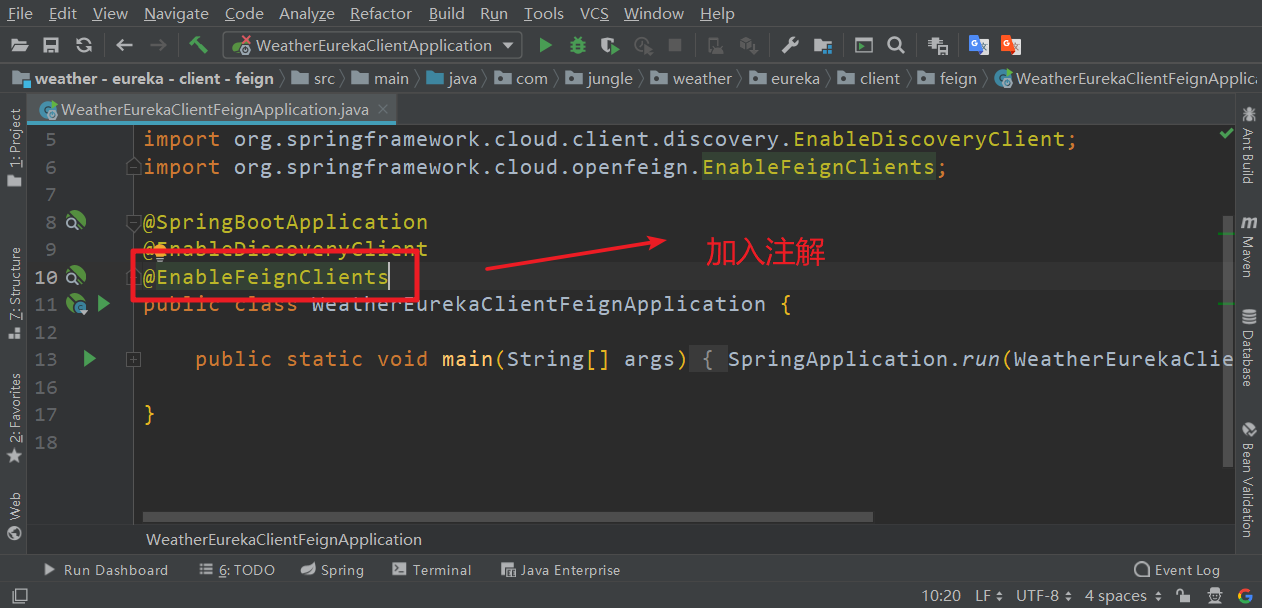 File Edit View Navigate Code Analyze Refactor Build Run Tools VCS Window Help
WeatherEurekaClientApplication
weather - eureka - client - feign src main java com jungle weather eureka client feign WeatherEurekaClientFeignApplic
WeatherEurekaClientFeignApplication.java
1: Project
7: Structure
2: Favorites
Web
5 import org.springframework.cloud.client.discovery.EnableDiscoveryClient;
6 import org.springframework.cloud.openfeign.EnableFeignClients;
7
8 @SpringBootApplication
9 @EnableDiscoveryClient
10 @EnableFeignClients
加入注解
11 public class WeatherEurekaClientFeignApplication {
12
13 public static void main(String[] args) { SpringApplication.run(WeatherEurekaClie
16
17 }
18
Ant Build
m Maven
Database
Bean Validation
WeatherEurekaClientFeignApplication
Run Dashboard 6: TODO Spring Terminal Java Enterprise Event Log
10:20 LF UTF-8 4 spaces